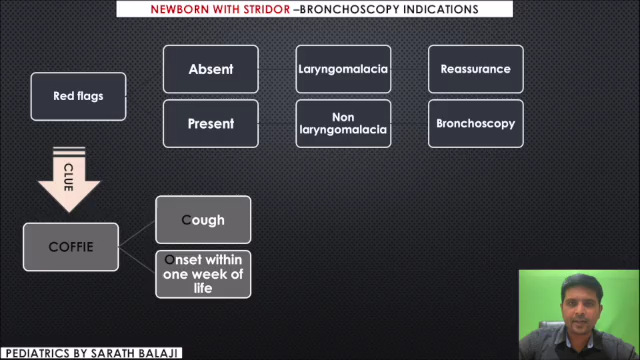 NEWBORN WITH STRIDOR –BRONCHOSCOPY INDICATIONS
Red flags
Absent
Laryngomalacia
Reassurance
Present
Non
laryngomalacia
Bronchoscopy
CLUE
COFFIE
Cough
Onset within
one week of
life
PEDIATRICS BY SARATH BALAJI